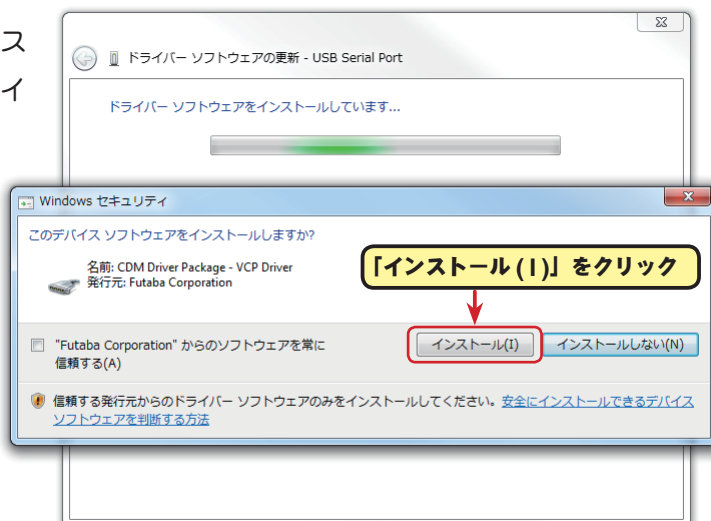 ス
イ
ドライバー ソフトウェアの更新 - USB Serial Port
ドライバー ソフトウェアをインストールしています...
Windows セキュリティ
このデバイス ソフトウェアをインストールしますか?
名前: CDM Driver Package - VCP Driver
発行元: Futaba Corporation
「インストール(I)」をクリック
"Futaba Corporation" からのソフトウェアを常に
信頼する(A)
インストール(I)
インストールしない(N)
信頼する発行元からのドライバー ソフトウェアのみをインストールしてください。安全にインストールできるデバイス
ソフトウェアを判断する方法